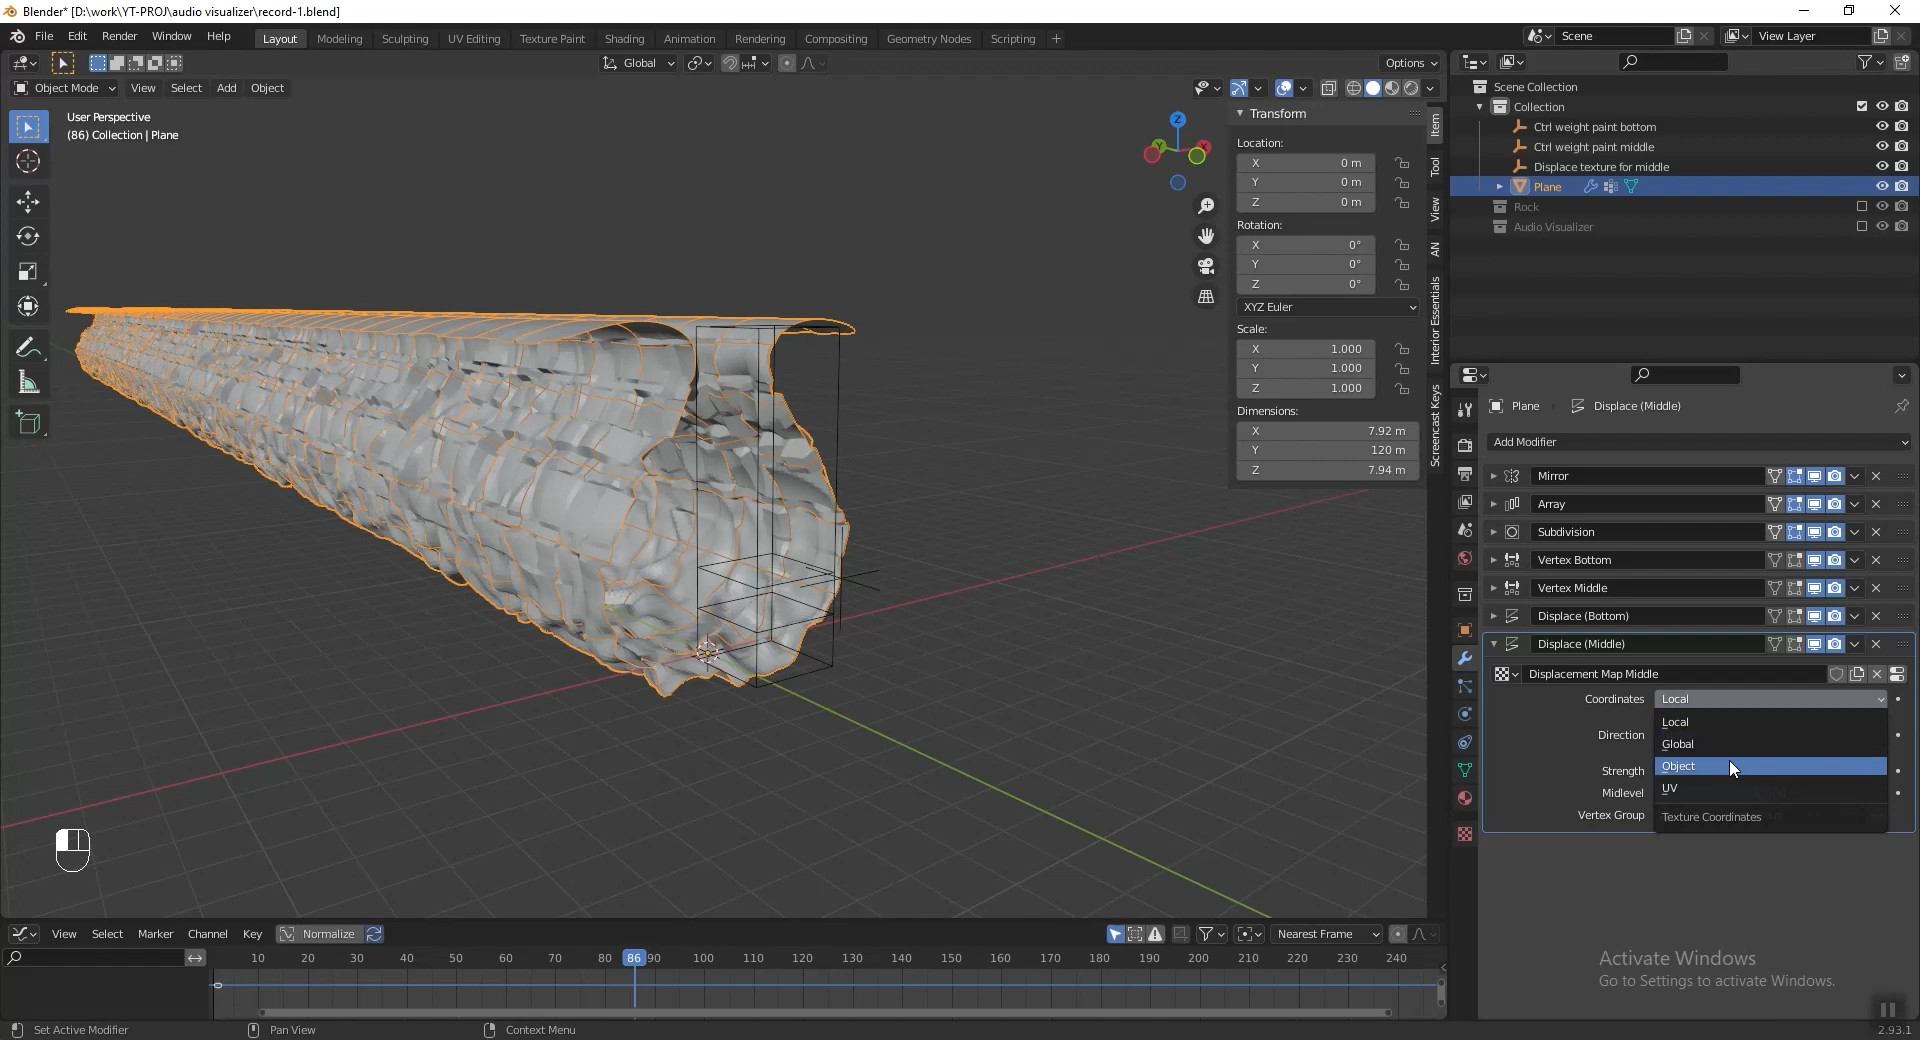 Blender* [D:\work\YT-PROJ\audio visualizer\record-1.blend]
File Edit Render Window Help Layout Modeling Sculpting UV Editing Texture Paint Shading Animation Rendering Compositing Geometry Nodes Scripting + Scene View Layer
Global Options
Object Mode View Select Add Object
User Perspective
(86) Collection | Plane
Z
Y
X
Transform
Location:
X 0 m
Y 0 m
Z 0 m
Rotation:
X 0°
Y 0°
Z 0°
XYZ Euler
Scale:
X 1.000
Y 1.000
Z 1.000
Dimensions:
X 7.92 m
Y 120 m
Z 7.94 m
Item
Tool
View
AN
Interior Essentials
Screencast Keys
Scene Collection
Collection
Ctrl weight paint bottom
Ctrl weight paint middle
Displace texture for middle
Plane
Rock
Audio Visualizer
Plane Displace (Middle)
Add Modifier
Mirror
Array
Subdivision
Vertex Bottom
Vertex Middle
Displace (Bottom)
Displace (Middle)
Displacement Map Middle
Coordinates Local
Local
Global
Object
UV
Texture Coordinates
Direction
Strength
Midlevel
Vertex Group
View Select Marker Channel Key Normalize Nearest Frame
10 20 30 40 50 60 70 80 86 90 100 110 120 130 140 150 160 170 180 190 200 210 220 230 240
Activate Windows
Go to Settings to activate Windows.
Set Active Modifier Pan View Context Menu 2.93.1